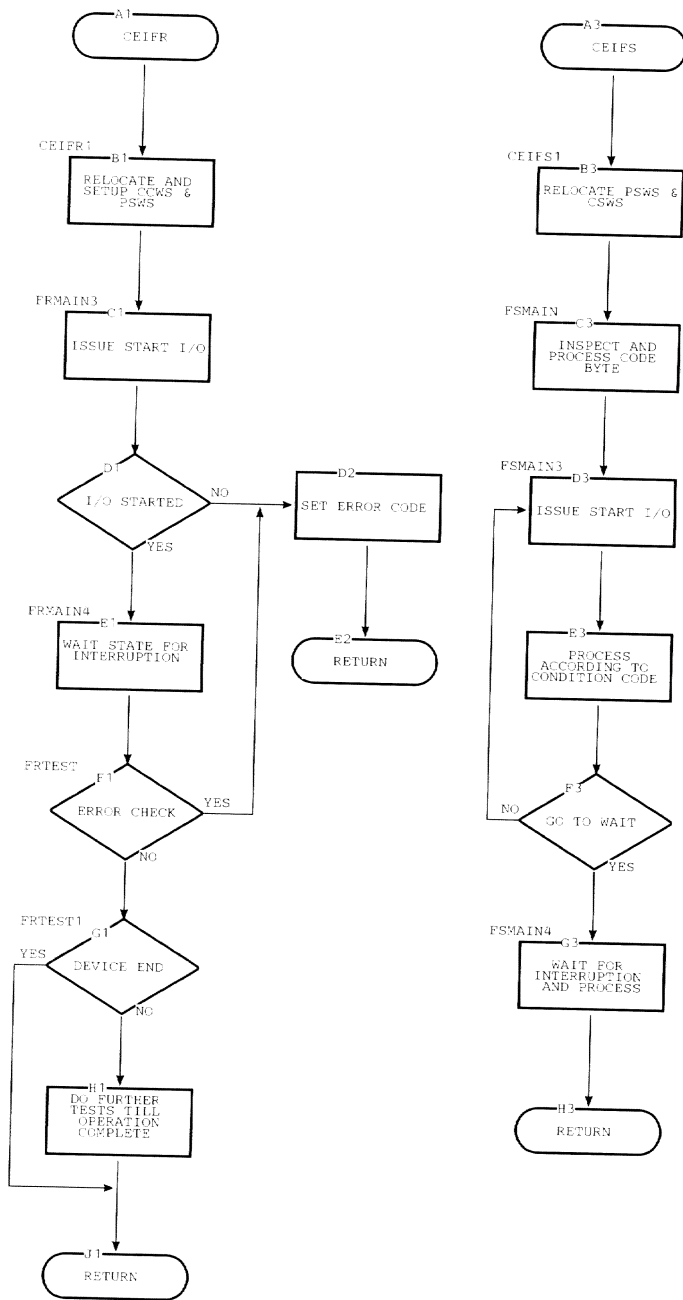 A1
CEIFR
CEIFR1
B1
RELOCATE AND
SETUP CCWS &
PSWS
FRMAIN3
C1
ISSUE START I/O
D1
I/O STARTED
NO
YES
D2
SET ERROR CODE
E2
RETURN
FRMAIN4
E1
WAIT STATE FOR
INTERRUPTION
FRTEST
F1
ERROR CHECK
YES
NO
FRTEST1
G1
YES
DEVICE END
NO
H1
DO FURTHER
TESTS TILL
OPERATION
COMPLETE
J1
RETURN
A3
CEIFS
CEIFS1
B3
RELOCATE PSWS &
CSWS
FSMAIN
C3
INSPECT AND
PROCESS CODE
BYTE
FSMAIN3
D3
ISSUE START I/O
E3
PROCESS
ACCORDING TO
CONDITION CODE
F3
NO
GO TO WAIT
YES
FSMAIN4
G3
WAIT FOR
INTERRUPTION
AND PROCESS
H3
RETURN